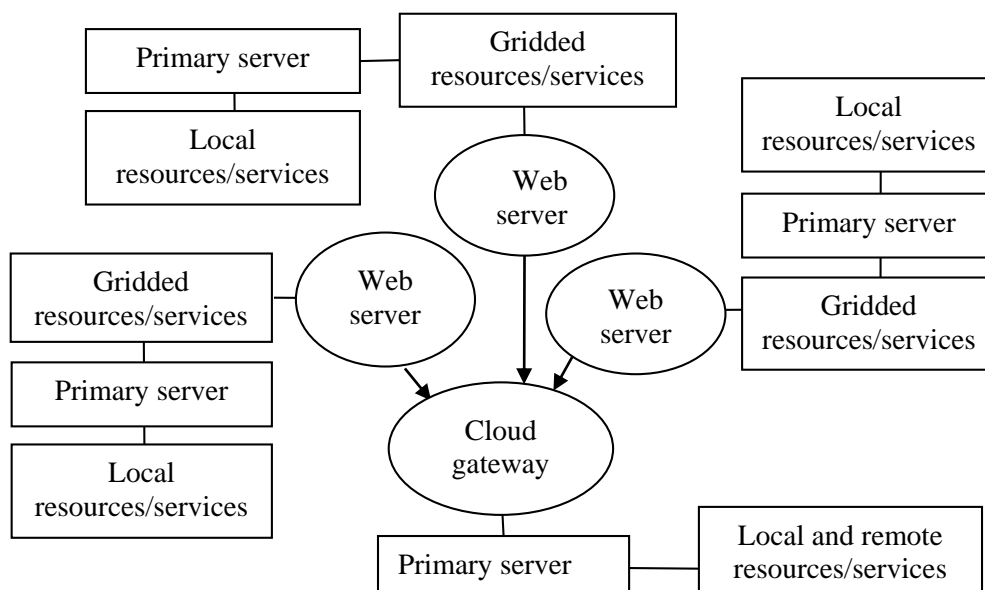 Primary server
Gridded
resources/services
Local
resources/services
Web
server
Local
resources/services
Primary server
Gridded
resources/services
Web
server
Gridded
resources/services
Web
server
Primary server
Local
resources/services
Cloud
gateway
Primary server
Local and remote
resources/services